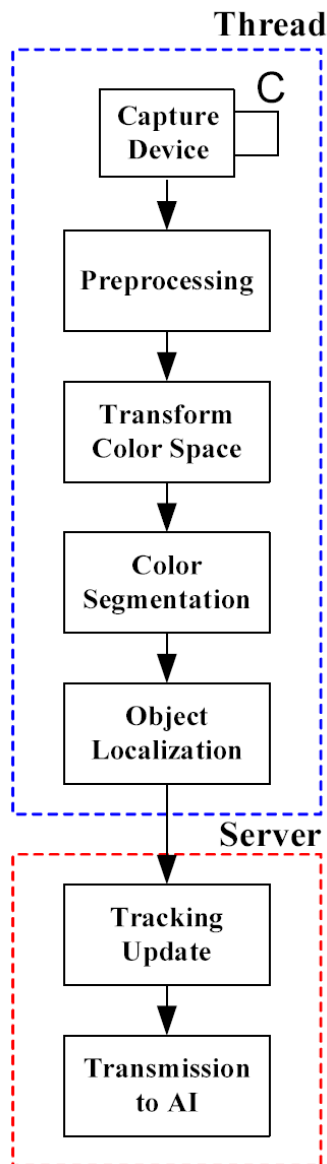 Thread
C
Capture
Device
Preprocessing
Transform
Color Space
Color
Segmentation
Object
Localization
Server
Tracking
Update
Transmission
to AI